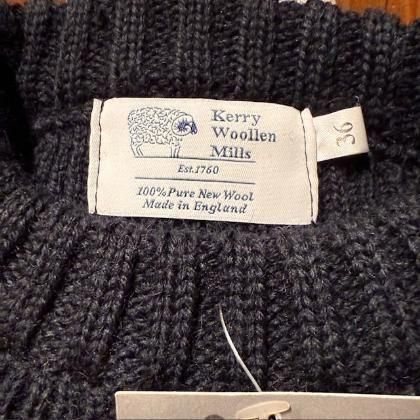 Kerry
Woollen
Mills
Est.1760
100% Pure New Wool
Made in England
36